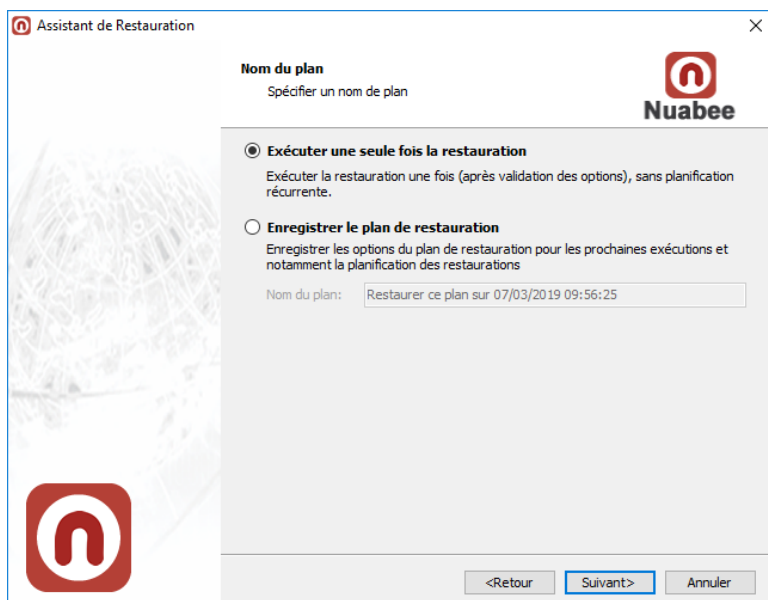 Assistant de Restauration
Nom du plan
Spécifier un nom de plan
Nuabee
Exécuter une seule fois la restauration
Exécuter la restauration une fois (après validation des options), sans planification
récurrente.
Enregistrer le plan de restauration
Enregistrer les options du plan de restauration pour les prochaines exécutions et
notamment la planification des restaurations
Nom du plan: Restaurer ce plan sur 07/03/2019 09:56:25
<Retour Suivant> Annuler